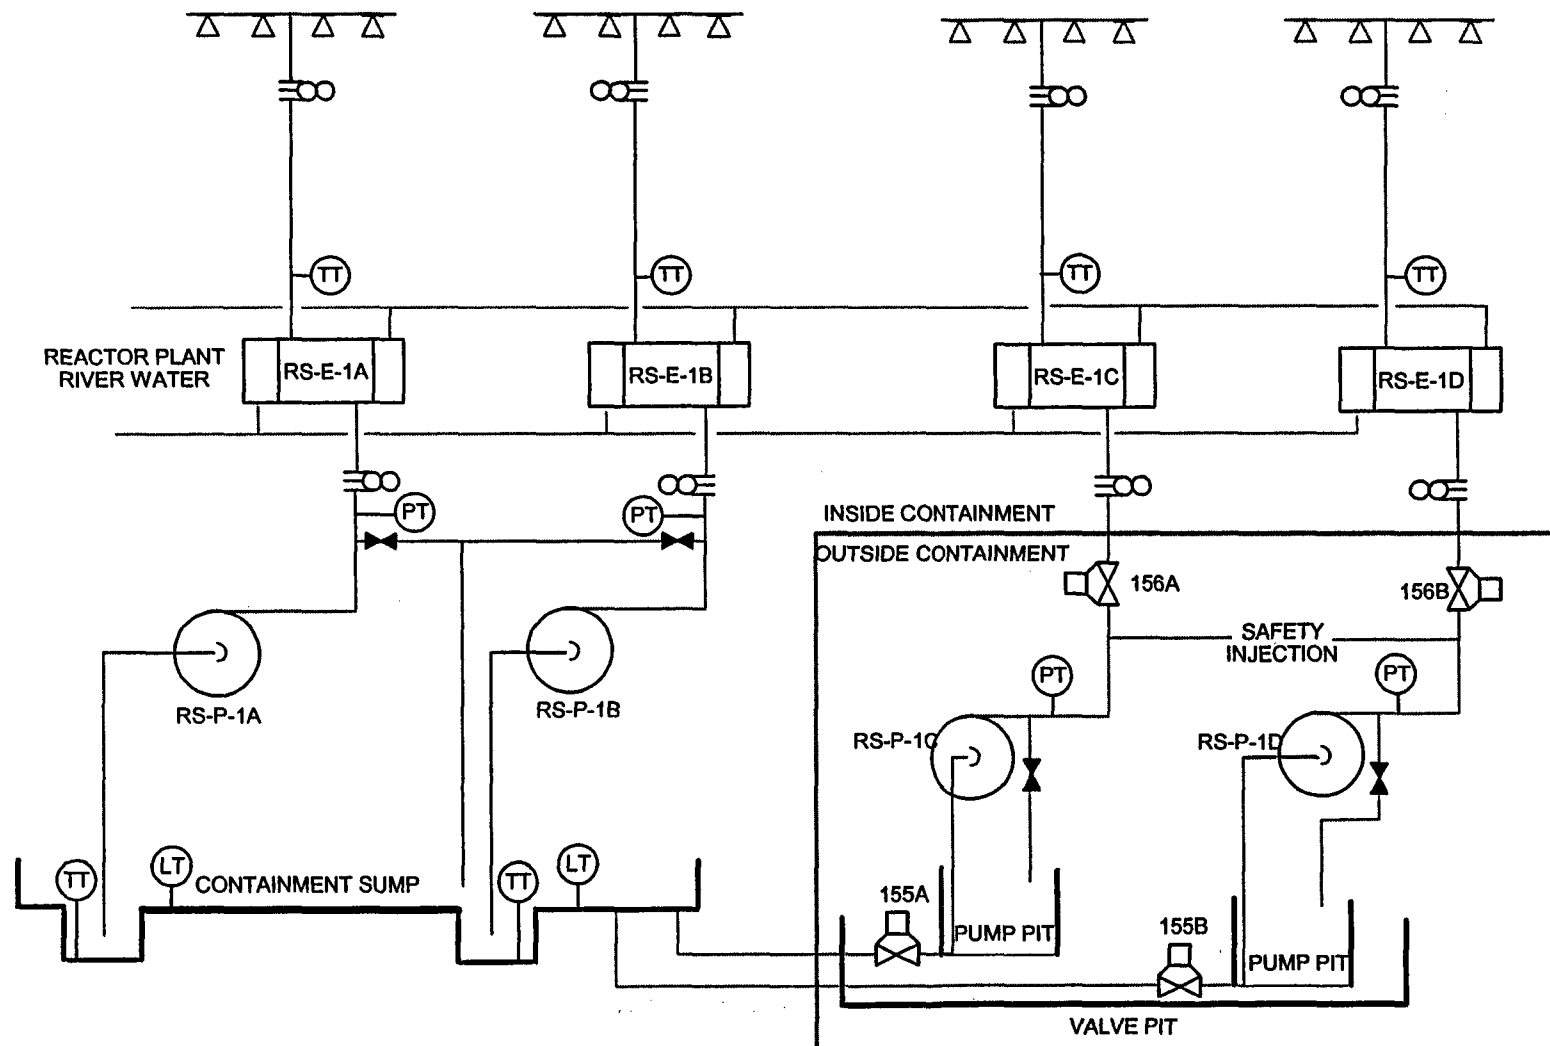 TT
TT
TT
TT
REACTOR PLANT
RIVER WATER
RS-E-1A
RS-E-1B
RS-E-1C
RS-E-1D
PT
PT
INSIDE CONTAINMENT
OUTSIDE CONTAINMENT
156A
156B
SAFETY
INJECTION
PT
PT
RS-P-1A
RS-P-1B
RS-P-1C
RS-P-1D
TT
LT
CONTAINMENT SUMP
TT
LT
155A
155B
PUMP PIT
PUMP PIT
VALVE PIT